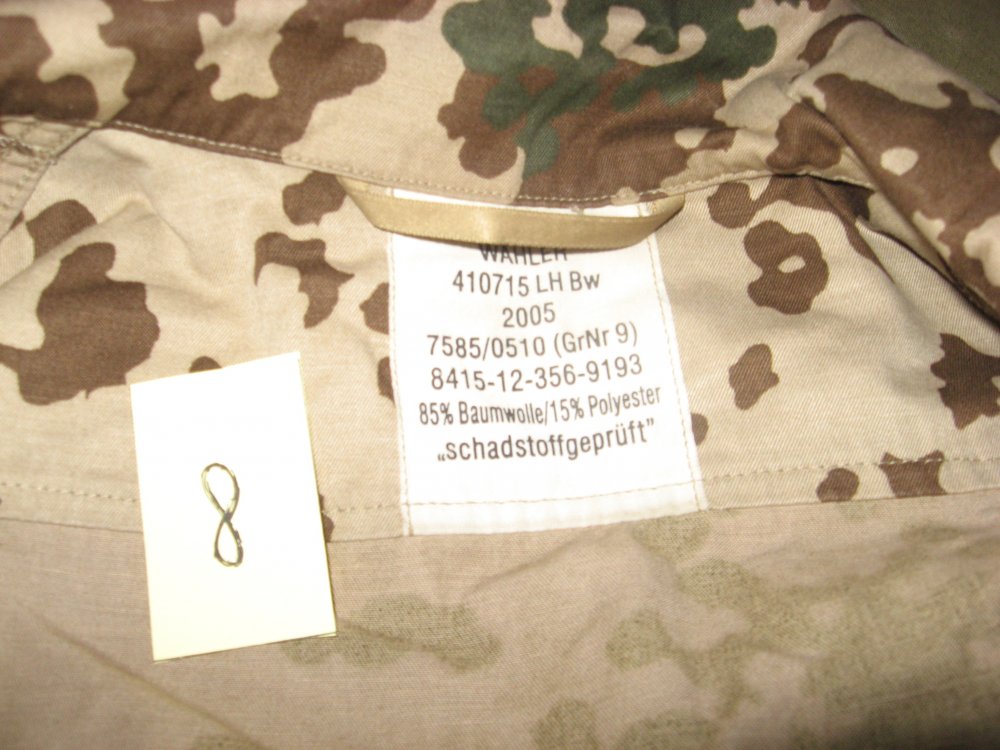 WAHLER
410715 LH Bw
2005
7585/0510 (GrNr 9)
8415-12-356-9193
85% Baumwolle/15% Polyester
„schadstoffgeprüft”
8